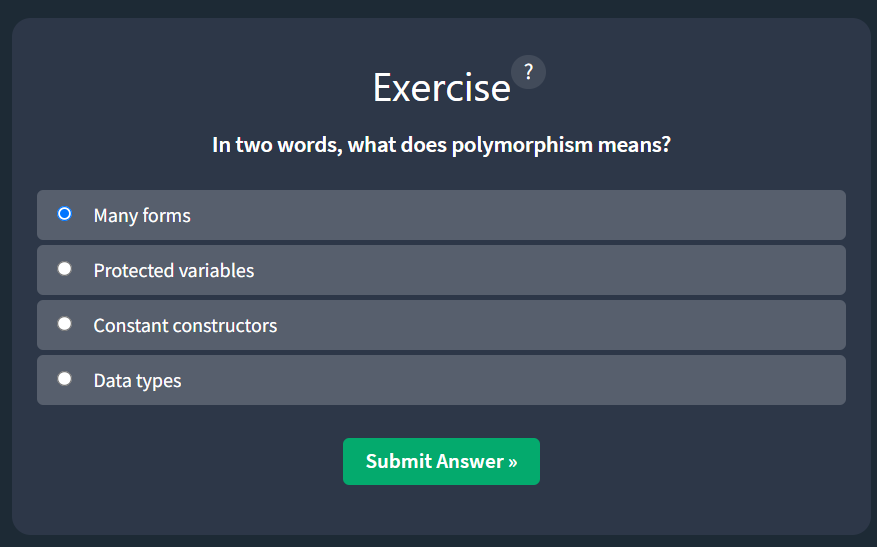 Exercise
?
In two words, what does polymorphism means?
Many forms
Protected variables
Constant constructors
Data types
Submit Answer »